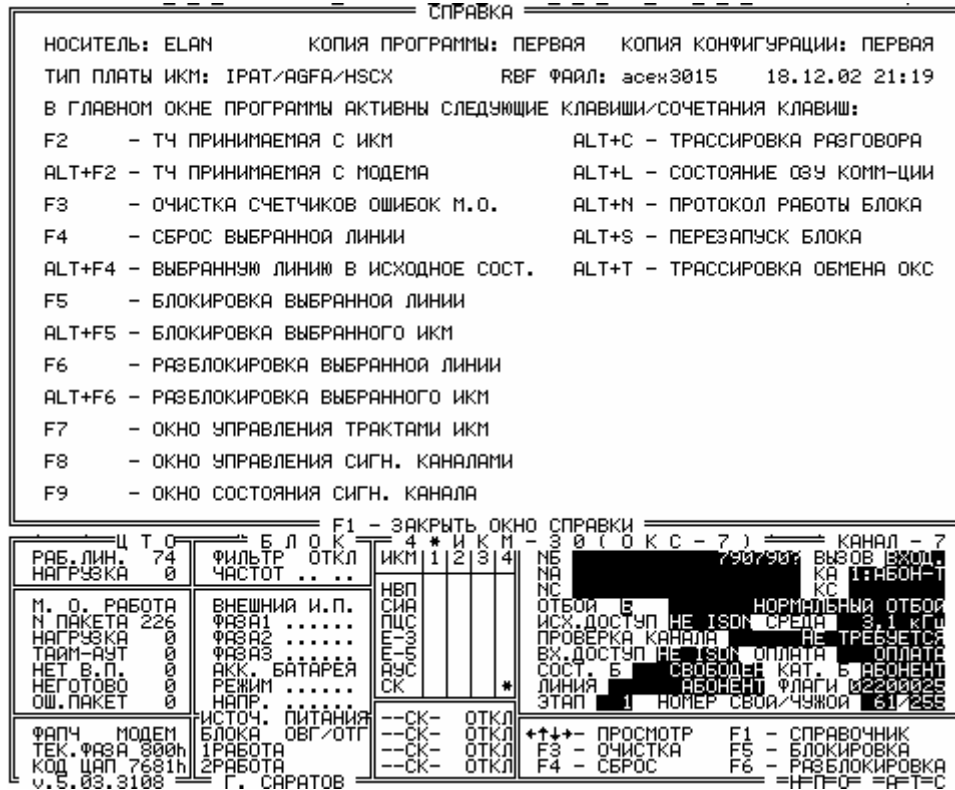 СПРАВКА
НОСИТЕЛЬ: ELAN КОПИЯ ПРОГРАММЫ: ПЕРВАЯ КОПИЯ КОНФИГУРАЦИИ: ПЕРВАЯ
ТИП ПЛАТЫ ИКМ: IPAT/AGFA/HSCX RBF ФАЙЛ: acex3015 18.12.02 21:19
В ГЛАВНОМ ОКНЕ ПРОГРАММЫ АКТИВНЫ СЛЕДУЮЩИЕ КЛАВИШИ/СОЧЕТАНИЯ КЛАВИШ:
F2 - ТЧ ПРИНИМАЕМАЯ С ИКМ ALT+C - ТРАССИРОВКА РАЗГОВОРА
ALT+F2 - ТЧ ПРИНИМАЕМАЯ С МОДЕМА ALT+L - СОСТОЯНИЕ ОЗУ КОММ-ЦИИ
F3 - ОЧИСТКА СЧЕТЧИКОВ ОШИБОК М.О. ALT+N - ПРОТОКОЛ РАБОТЫ БЛОКА
F4 - СБРОС ВЫБРАННОЙ ЛИНИИ ALT+S - ПЕРЕЗАПУСК БЛОКА
ALT+F4 - ВЫБРАННУЮ ЛИНИЮ В ИСХОДНОЕ СОСТ. ALT+T - ТРАССИРОВКА ОБМЕНА ОКС
F5 - БЛОКИРОВКА ВЫБРАННОЙ ЛИНИИ
ALT+F5 - БЛОКИРОВКА ВЫБРАННОГО ИКМ
F6 - РАЗБЛОКИРОВКА ВЫБРАННОЙ ЛИНИИ
ALT+F6 - РАЗБЛОКИРОВКА ВЫБРАННОГО ИКМ
F7 - ОКНО УПРАВЛЕНИЯ ТРАКТАМИ ИКМ
F8 - ОКНО УПРАВЛЕНИЯ СИГН. КАНАЛАМИ
F9 - ОКНО СОСТОЯНИЯ СИГН. КАНАЛА
F1 - ЗАКРЫТЬ ОКНО СПРАВКИ
Ц Т О
РАБ.ЛИН. 74
НАГРУЗКА 0
М. О. РАБОТА
N ПАКЕТА 226
НАГРУЗКА 0
ТАЙМ-АУТ 0
НЕТ В.П. 0
НЕГОТОВО 0
ОШ.ПАКЕТ 0
ФАПЧ МОДЕМ
ТЕК.ФАЗА 800h
КОД ЦАП 7681h
v.5.03.3108
Б Л О К
ФИЛЬТР ОТКЛ
ЧАСТОТ .. ..
ВНЕШНИЙ И.П.
ФАЗА1 ......
ФАЗА2 ......
ФАЗА3 ......
АКК. БАТАРЕЯ
РЕЖИМ ......
НАПР. ......
ИСТОЧ. ПИТАНИЯ
БЛОКА ОВГ/ОТГ
1РАБОТА
2РАБОТА
Г. САРАТОВ
4 * И К М - 3 0 ( О К С - 7 )
ИКМ 1 2 3 4
НВП
СИА
ПЦС
Е-3
Е-5
АУС
СК *
--СК- ОТКЛ
--СК- ОТКЛ
--СК- ОТКЛ
--СК- ОТКЛ
КАНАЛ - 7
NБ 790790? ВЫЗОВ ВХОД.
NА КА 1:АБОН-Т
NС КС
ОТБОЙ Б НОРМАЛЬНЫЙ ОТБОЙ
ИСХ.ДОСТУП НЕ ISDN СРЕДА 3,1 кГц
ПРОВЕРКА КАНАЛА НЕ ТРЕБУЕТСЯ
ВХ.ДОСТУП НЕ ISDN ОПЛАТА ОПЛАТА
СОСТ. Б СВОБОДЕН КАТ. Б АБОНЕНТ
ЛИНИЯ АБОНЕНТ ФЛАГИ 02200025
ЭТАП 1 НОМЕР СВОЙ/ЧУЖОЙ 61/255
←↑↓→- ПРОСМОТР F1 - СПРАВОЧНИК
F3 - ОЧИСТКА F5 - БЛОКИРОВКА
F4 - СБРОС F6 - РАЗБЛОКИРОВКА
=Н=П=О= =А=Т=С